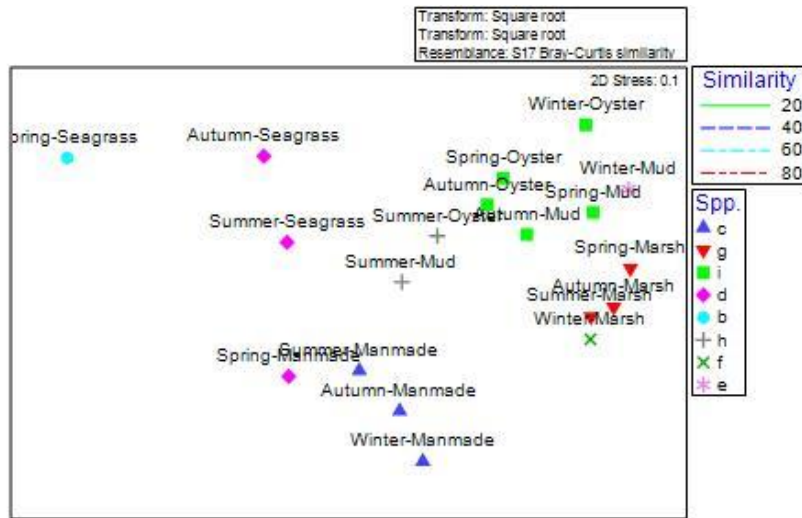 Transform: Square root
Transform: Square root
Resemblance: S17 Bray-Curtis similarity
2D Stress: 0.1
Winter-Oyster
pring-Seagrass
Autumn-Seagrass
Spring-Oyster
Winter-Mud
Autumn-Oyster
Spring-Mud
Summer-Seagrass
Summer-Oyster
Autumn-Mud
Spring-Marsh
Summer-Mud
Autumn-Marsh
Summer-Marsh
Winter-Marsh
Summer-Manmade
Spring-Manmade
Autumn-Manmade
Winter-Manmade
Similarity
20
40
60
80
Spp.
c
g
i
d
b
h
f
e